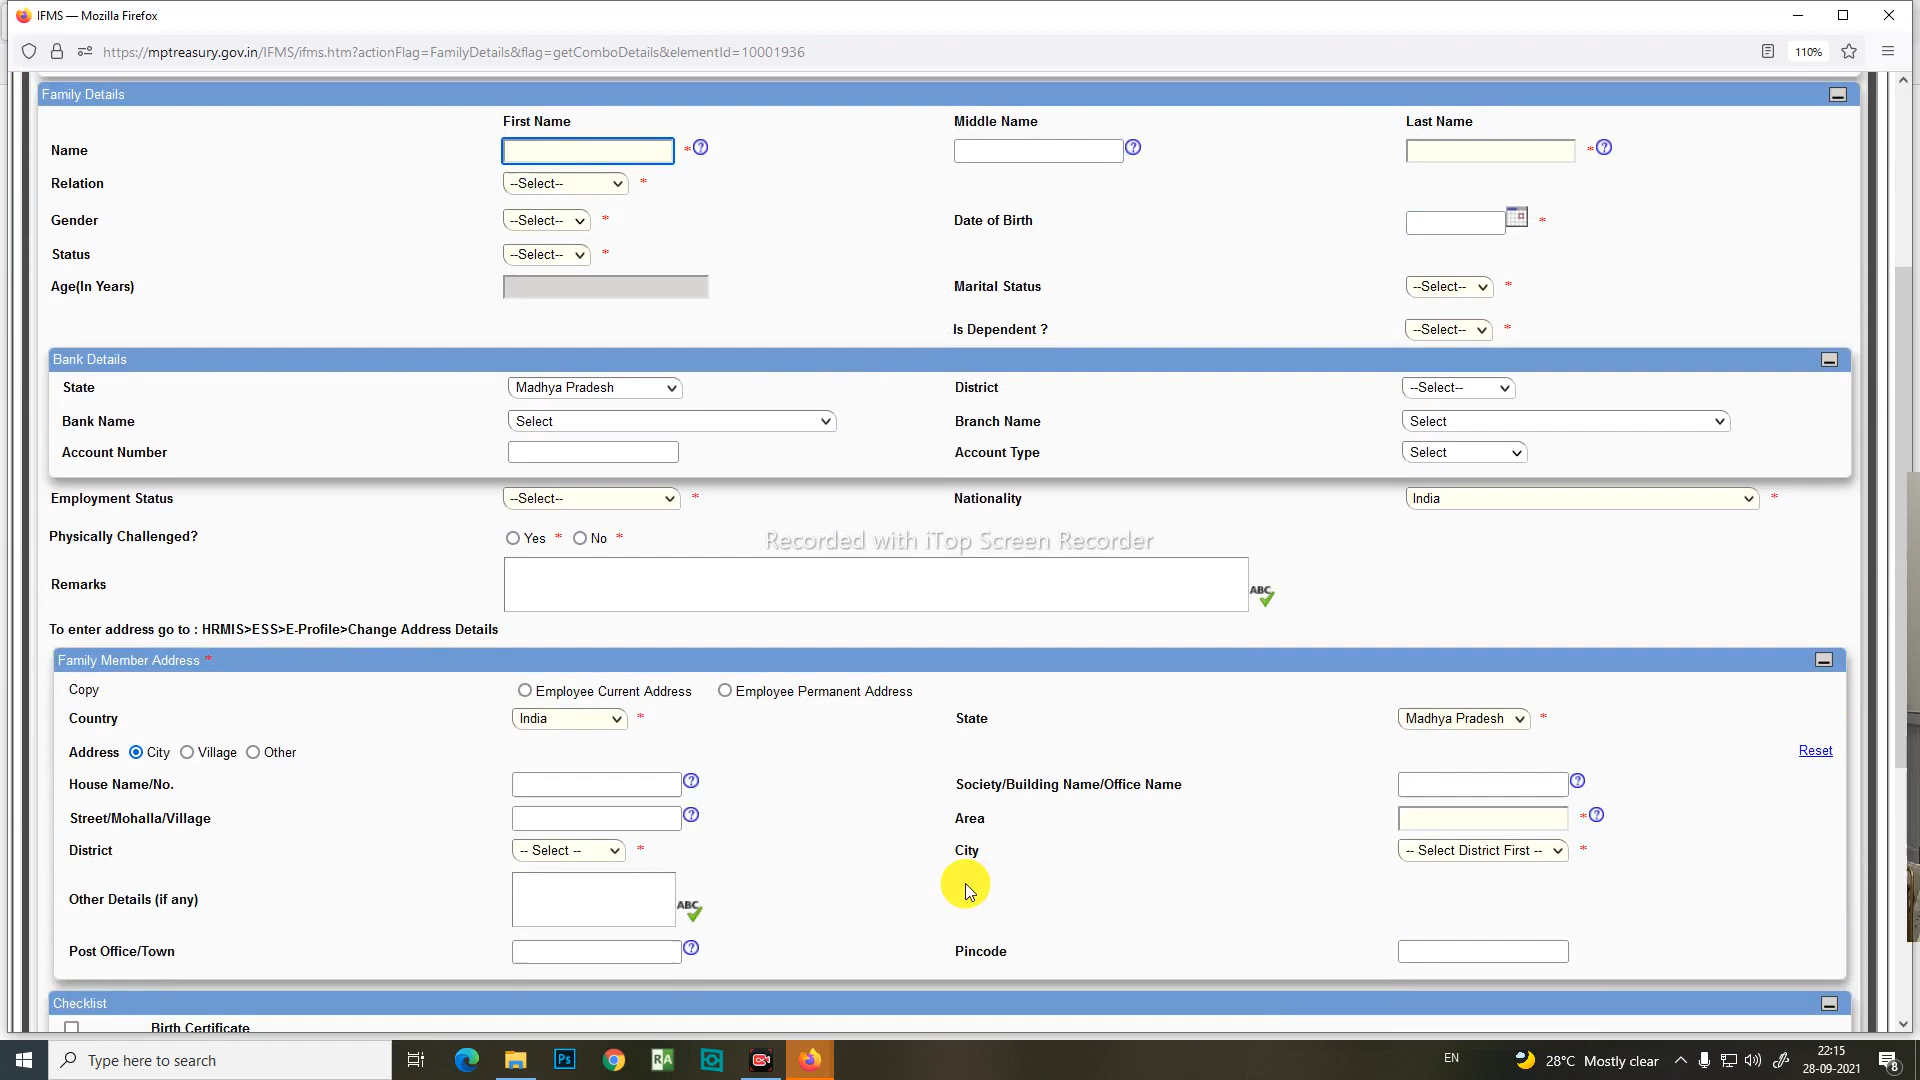 IFMS — Mozilla Firefox
https://mptreasury.gov.in/IFMS/ifms.htm?actionFlag=FamilyDetails&flag=getComboDetails&elementId=10001936
110%
Family Details
First Name Middle Name Last Name
Name * *
Relation --Select-- *
Gender --Select-- * Date of Birth *
Status --Select-- *
Age(In Years) Marital Status --Select-- *
Is Dependent ? --Select-- *
Bank Details
State Madhya Pradesh District --Select--
Bank Name Select Branch Name Select
Account Number Account Type Select
Employment Status --Select-- * Nationality India *
Physically Challenged? Yes * No *
Recorded with iTop Screen Recorder
Remarks ABC
To enter address go to : HRMIS>ESS>E-Profile>Change Address Details
Family Member Address *
Copy Employee Current Address Employee Permanent Address
Country India * State Madhya Pradesh *
Address City Village Other Reset
House Name/No. Society/Building Name/Office Name
Street/Mohalla/Village Area *
District -- Select -- * City -- Select District First -- *
Other Details (if any) ABC
Post Office/Town Pincode
Checklist
Birth Certificate
Type here to search Ps RA EN 28°C Mostly clear 22:15
28-09-2021 8